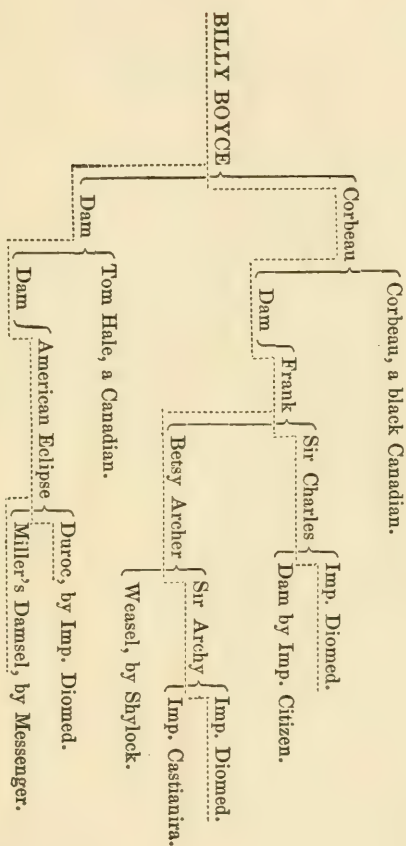 BILLY BOYCE
Corbeau
Corbeau, a black Canadian.
Dam
Frank
Sir Charles
Imp. Diomed.
Dam by Imp. Citizen.
Betsy Archer
Sir Archy
Imp. Diomed.
Imp. Castianira.
Weasel, by Shylock.
Dam
Tom Hale, a Canadian.
Dam
American Eclipse
Duroc, by Imp. Diomed.
Miller's Damsel, by Messenger.